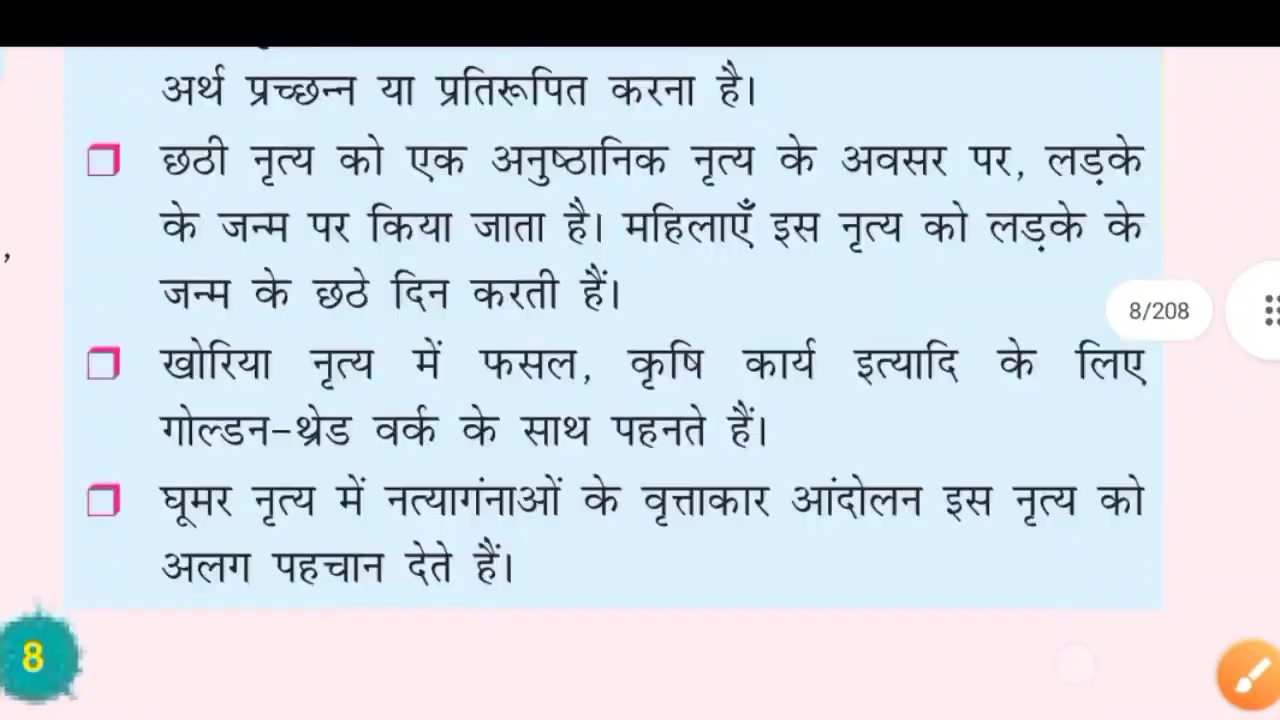 अर्थ प्रच्छन्न या प्रतिरूपित करना है।
छठी नृत्य को एक अनुष्ठानिक नृत्य के अवसर पर, लड़के
के जन्म पर किया जाता है। महिलाएँ इस नृत्य को लड़के के
जन्म के छठे दिन करती हैं।
8/208
खोरिया नृत्य में फसल, कृषि कार्य इत्यादि के लिए
गोल्डन-थ्रेड वर्क के साथ पहनते हैं।
घूमर नृत्य में नत्यागंनाओं के वृत्ताकार आंदोलन इस नृत्य को
अलग पहचान देते हैं।
8